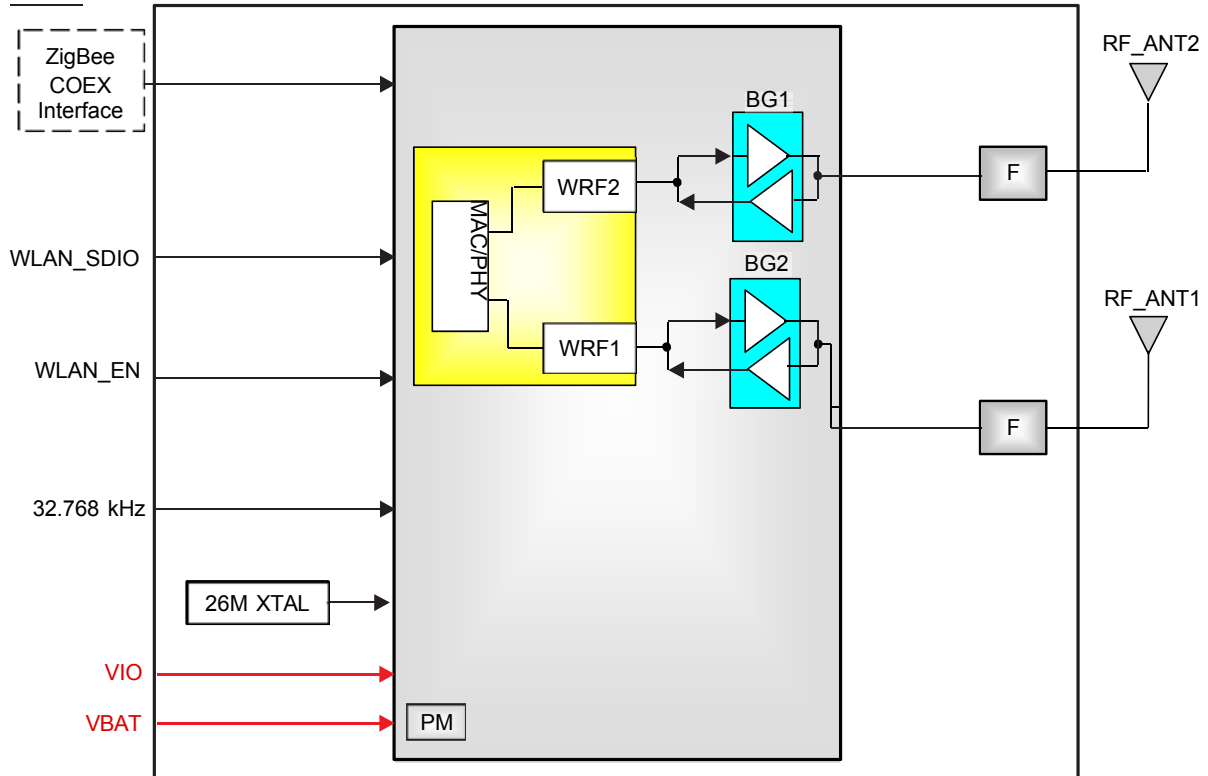 ZigBee
COEX
Interface
RF_ANT2
BG1
F
WRF2
MAC/PHY
WLAN_SDIO
BG2
RF_ANT1
WRF1
WLAN_EN
F
32.768 kHz
26M XTAL
VIO
VBAT
PM